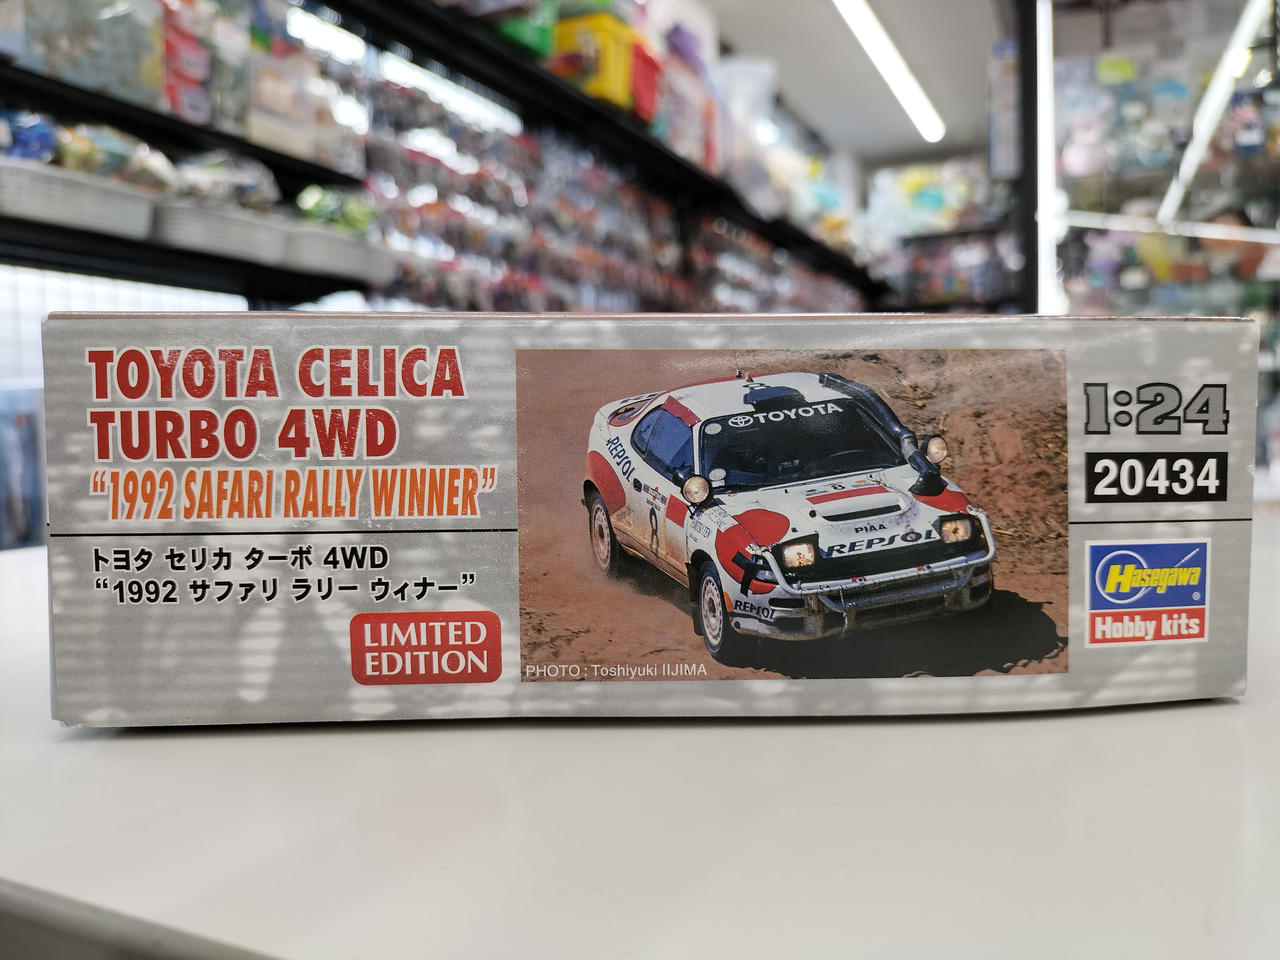 TOYOTA CELICA
TURBO 4WD
“1992 SAFARI RALLY WINNER”
トヨタ セリカ ターボ 4WD
“1992 サファリ ラリー ウィナー”
LIMITED
EDITION
TOYOTA
REPSOL
8
8
PIAA
REPSOL
REPSOL
PHOTO : Toshiyuki IIJIMA
1:24
20434
Hasegawa
®
Hobby kits